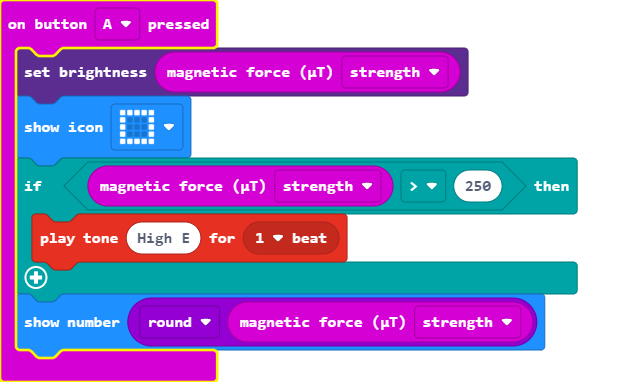 on button A pressed
set brightness magnetic force (µT) strength
show icon
if magnetic force (µT) strength > 250 then
play tone High E for 1 beat
show number round magnetic force (µT) strength